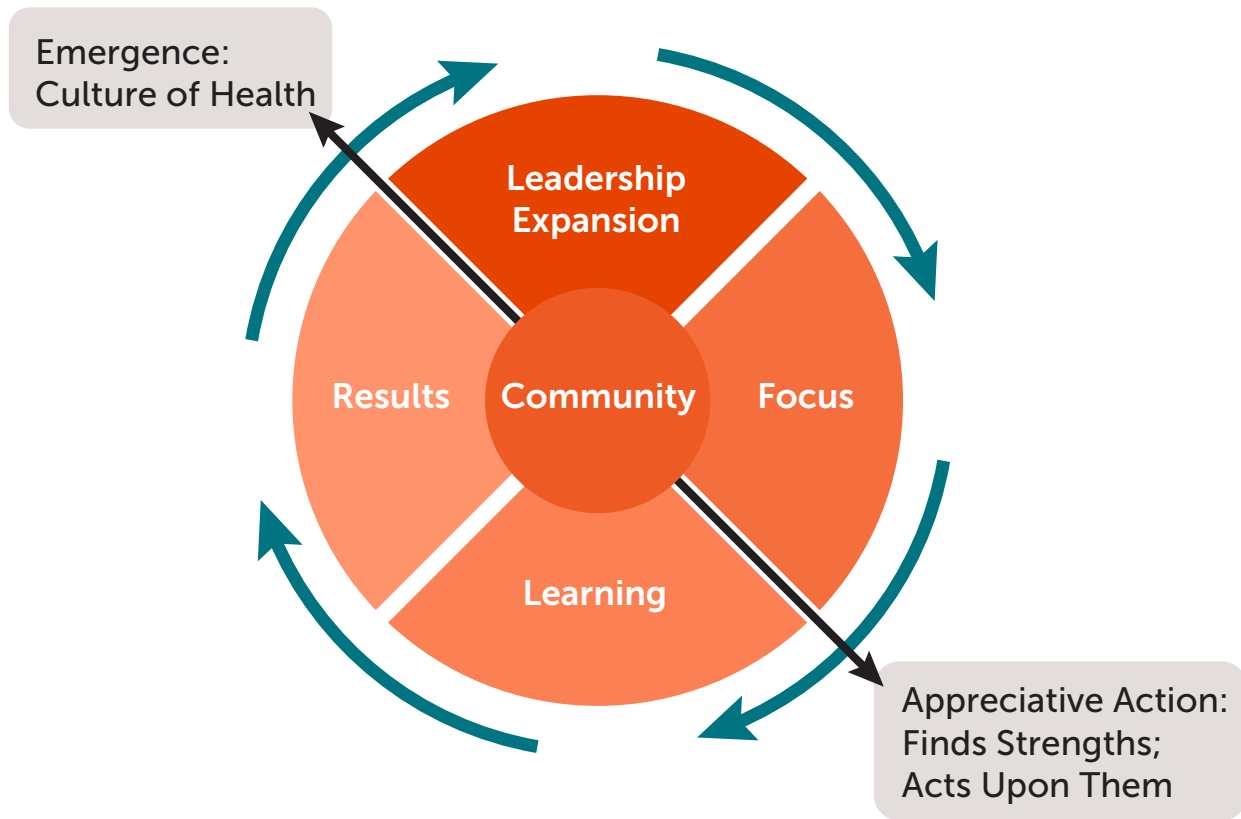 Emergence:
Culture of Health
Leadership
Expansion
Results
Community
Focus
Learning
Appreciative Action:
Finds Strengths;
Acts Upon Them